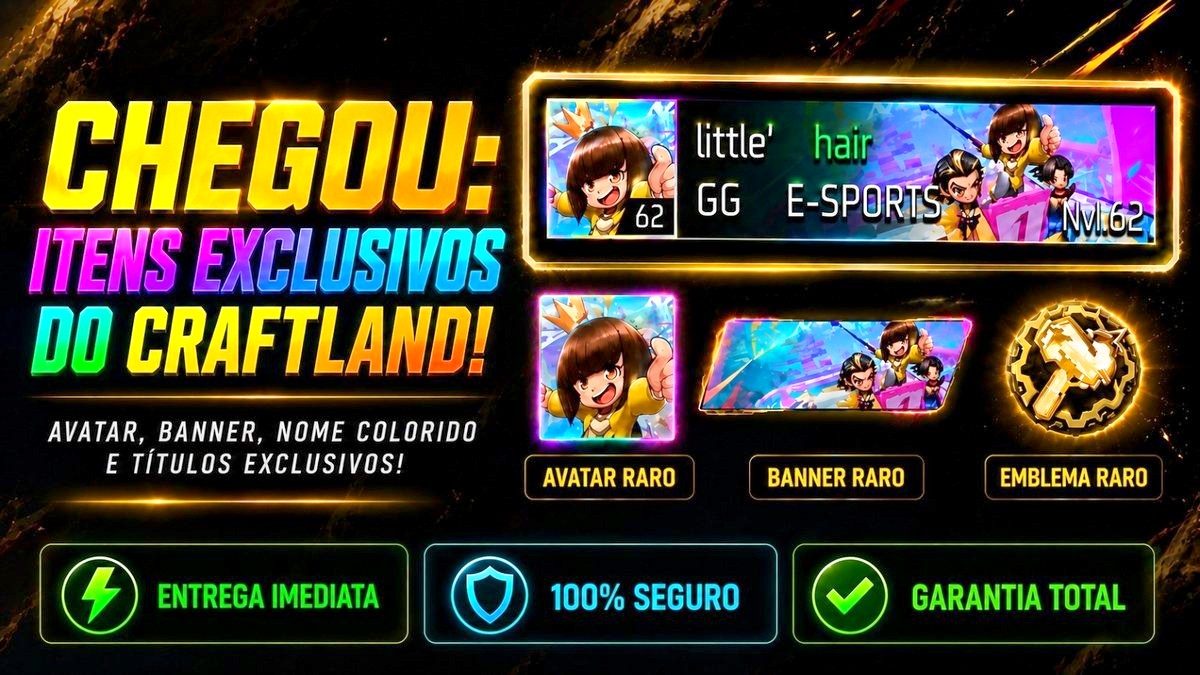 CHEGOU:
ITENS EXCLUSIVOS
DO CRAFTLAND!
AVATAR, BANNER, NOME COLORIDO
E TÍTULOS EXCLUSIVOS!
62
little' hair
GG E-SPORTS
Nvl.62
AVATAR RARO
BANNER RARO
EMBLEMA RARO
ENTREGA IMEDIATA
100% SEGURO
GARANTIA TOTAL